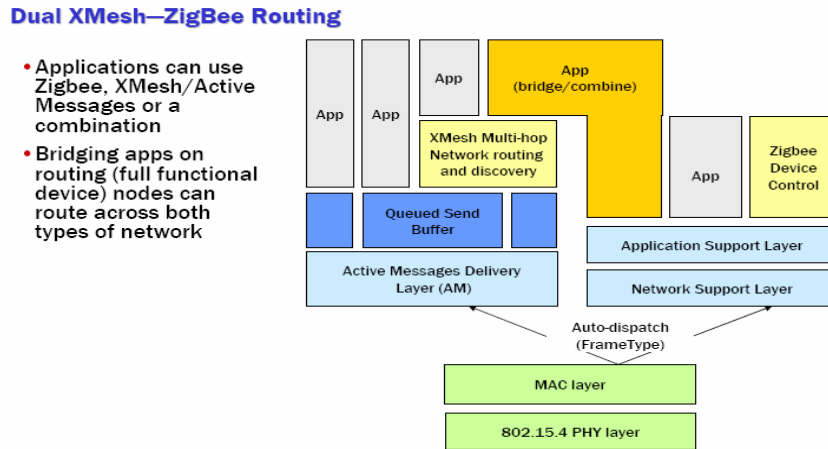 Dual XMesh—ZigBee Routing
• Applications can use
Zigbee, XMesh/Active
Messages or a
combination
• Bridging apps on
routing (full functional
device) nodes can
route across both
types of network
App
App
App
App
(bridge/combine)
XMesh Multi-hop
Network routing
and discovery
App
Zigbee
Device
Control
Queued Send
Buffer
Application Support Layer
Active Messages Delivery
Layer (AM)
Network Support Layer
Auto-dispatch
(FrameType)
MAC layer
802.15.4 PHY layer